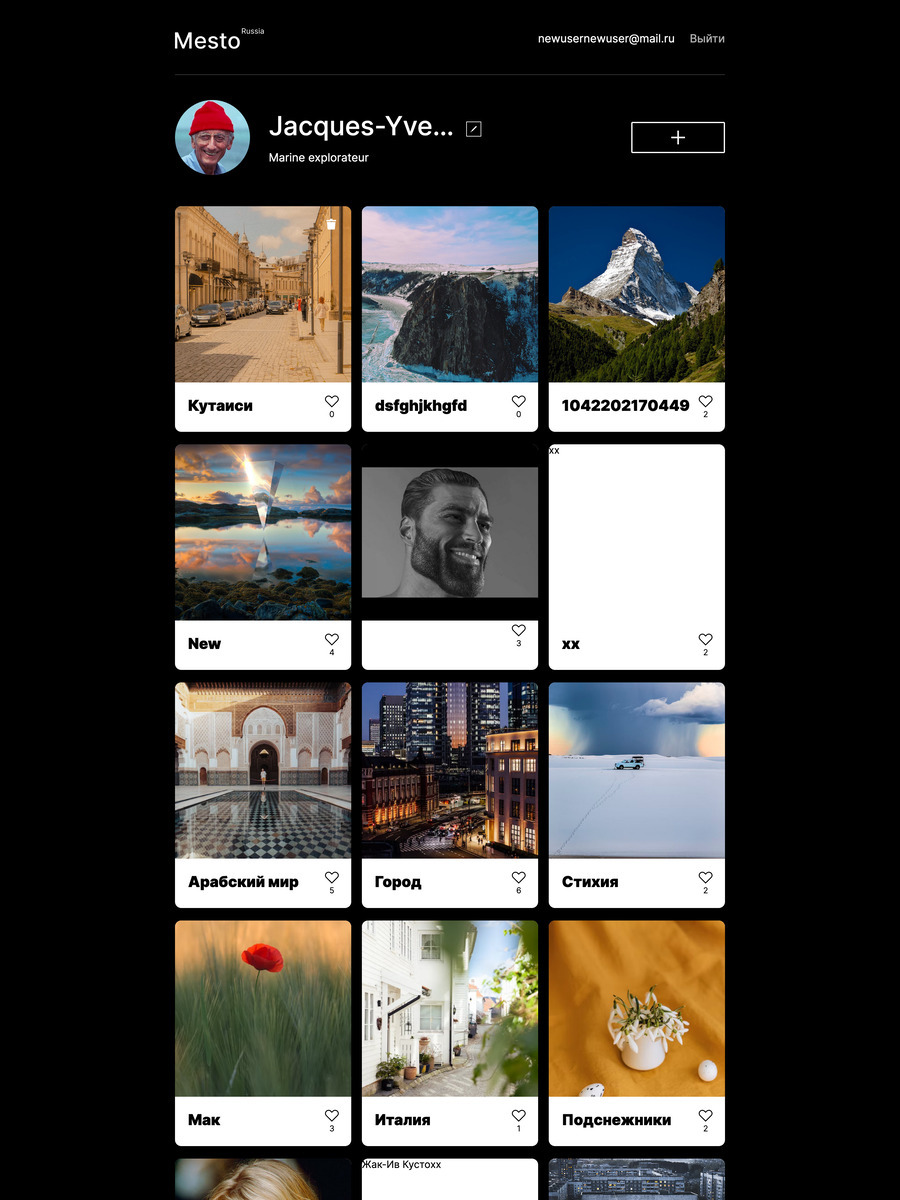 Mesto Russia
newusernewuser@mail.ru Выйти
Jacques-Yve...
Marine explorateur
Кутаиси
0
dsfghjkhgfd
0
1042202170449
2
New
4
3
xx
xx
2
Арабский мир
5
Город
6
Стихия
2
Мак
3
Италия
1
Подснежники
2
Жак-Ив Кустохх